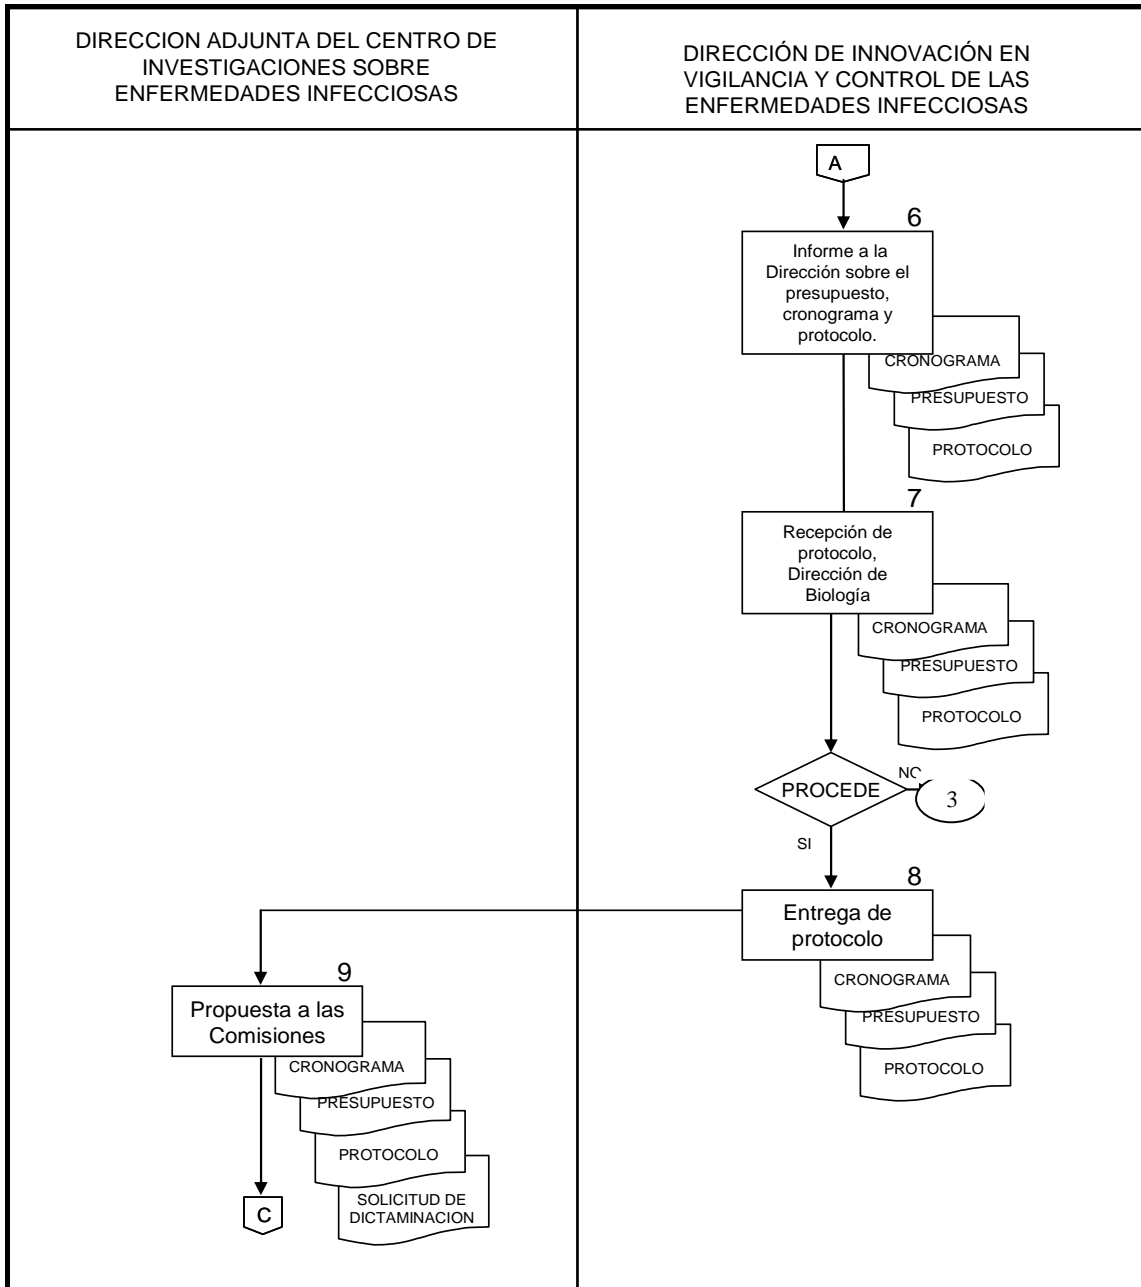 DIRECCION ADJUNTA DEL CENTRO DE
INVESTIGACIONES SOBRE
ENFERMEDADES INFECCIOSAS
DIRECCIÓN DE INNOVACIÓN EN
VIGILANCIA Y CONTROL DE LAS
ENFERMEDADES INFECCIOSAS
A
6
Informe a la
Dirección sobre el
presupuesto,
cronograma y
protocolo.
CRONOGRAMA
PRESUPUESTO
PROTOCOLO
7
Recepción de
protocolo,
Dirección de
Biología
CRONOGRAMA
PRESUPUESTO
PROTOCOLO
PROCEDE
NO
3
SI
8
Entrega de
protocolo
CRONOGRAMA
PRESUPUESTO
PROTOCOLO
9
Propuesta a las
Comisiones
CRONOGRAMA
PRESUPUESTO
PROTOCOLO
SOLICITUD DE
DICTAMINACION
C